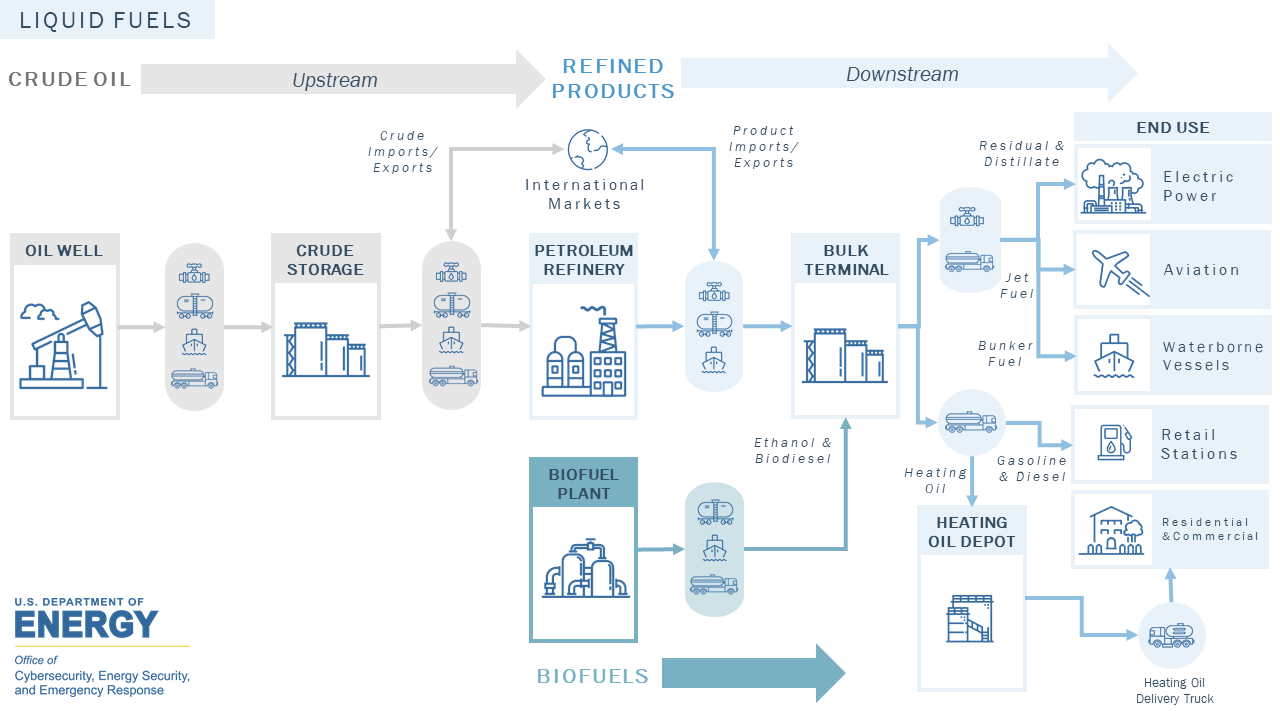 LIQUID FUELS
CRUDE OIL
Upstream
REFINED
PRODUCTS
Downstream
END USE
Crude
Imports/
Exports
International
Markets
Product
Imports/
Exports
Residual &
Distillate
Electric
Power
OIL WELL
CRUDE
STORAGE
PETROLEUM
REFINERY
BULK
TERMINAL
Jet
Fuel
Aviation
Bunker
Fuel
Waterborne
Vessels
Ethanol &
Biodiesel
Heating
Oil
Gasoline
& Diesel
Retail
Stations
BIOFUEL
PLANT
HEATING
OIL DEPOT
Residential
&Commercial
U.S. DEPARTMENT OF
ENERGY
Office of
Cybersecurity, Energy Security,
and Emergency Response
BIOFUELS
Heating Oil
Delivery Truck